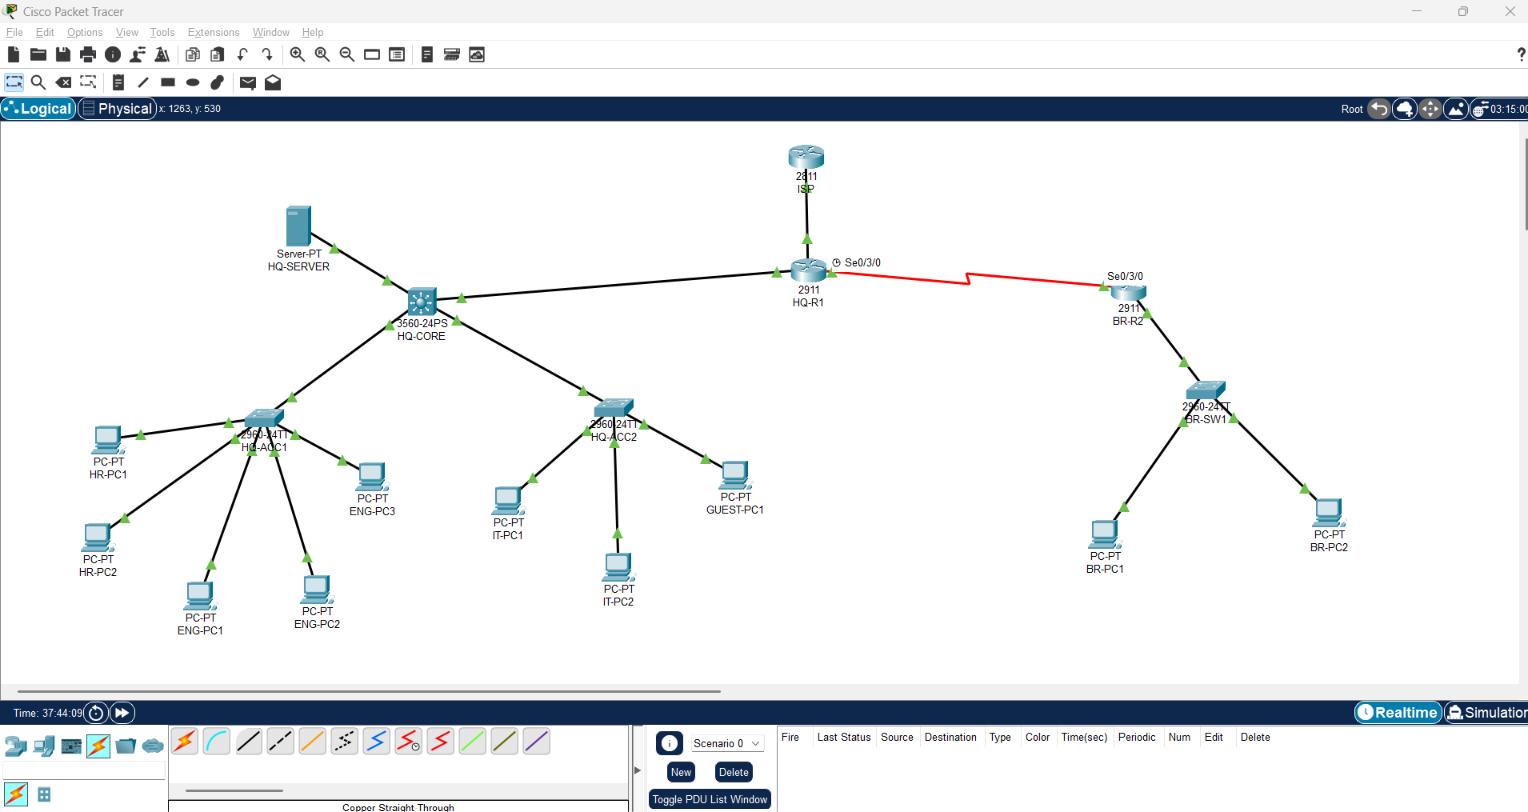 Cisco Packet Tracer
File Edit Options View Tools Extensions Window Help
?
Logical Physical x: 1263, y: 530 Root 03:15:00
2811
ISP
Server-PT
HQ-SERVER
Se0/3/0
2911
HQ-R1
Se0/3/0
2911
BR-R2
3560-24PS
HQ-CORE
2960-24TT
HQ-ACC1
2960-24TT
HQ-ACC2
2960-24TT
BR-SW1
PC-PT
HR-PC1
PC-PT
ENG-PC3
PC-PT
IT-PC1
PC-PT
GUEST-PC1
PC-PT
HR-PC2
PC-PT
BR-PC1
PC-PT
BR-PC2
PC-PT
ENG-PC1
PC-PT
ENG-PC2
PC-PT
IT-PC2
Time: 37:44:09 Realtime Simulation
Scenario 0 Fire Last Status Source Destination Type Color Time(sec) Periodic Num Edit Delete
New Delete
Toggle PDU List Window
Copper Straight-Through